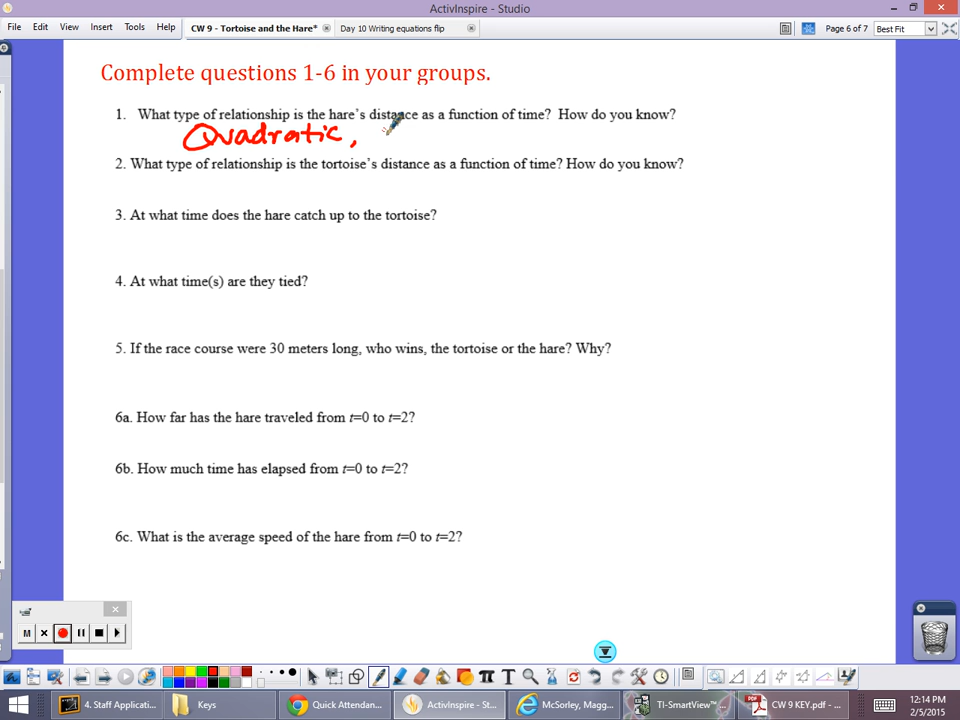 ActivInspire - Studio
File Edit View Insert Tools Help
CW 9 - Tortoise and the Hare*
Day 10 Writing equations flip
Page 6 of 7
Best Fit
Complete questions 1-6 in your groups.
1. What type of relationship is the hare's distance as a function of time? How do you know?
Quadratic,
2. What type of relationship is the tortoise's distance as a function of time? How do you know?
3. At what time does the hare catch up to the tortoise?
4. At what time(s) are they tied?
5. If the race course were 30 meters long, who wins, the tortoise or the hare? Why?
6a. How far has the hare traveled from t=0 to t=2?
6b. How much time has elapsed from t=0 to t=2?
6c. What is the average speed of the hare from t=0 to t=2?
M
4. Staff Applicati...
Keys
Quick Attendan...
ActivInspire - St...
McSorley, Magg...
TI-SmartView™ ...
CW 9 KEY.pdf - ...
12:14 PM
2/5/2015